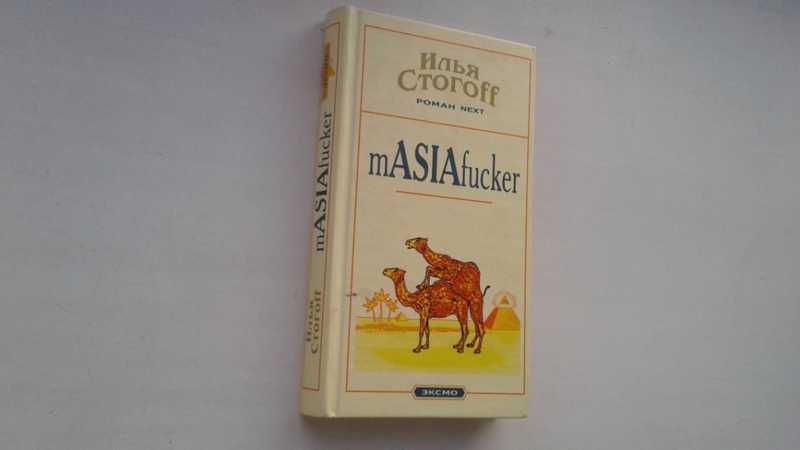 Илья
Стогоff
РОМАН NEXT
mASIAfucker
ЭКСМО
mASIAfucker
Илья
Стогоff